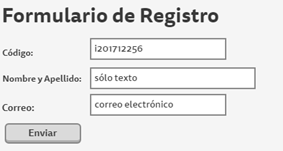 Formulario de Registro
Código: i201712256
Nombre y Apellido: sólo texto
Correo: correo electrónico
Enviar